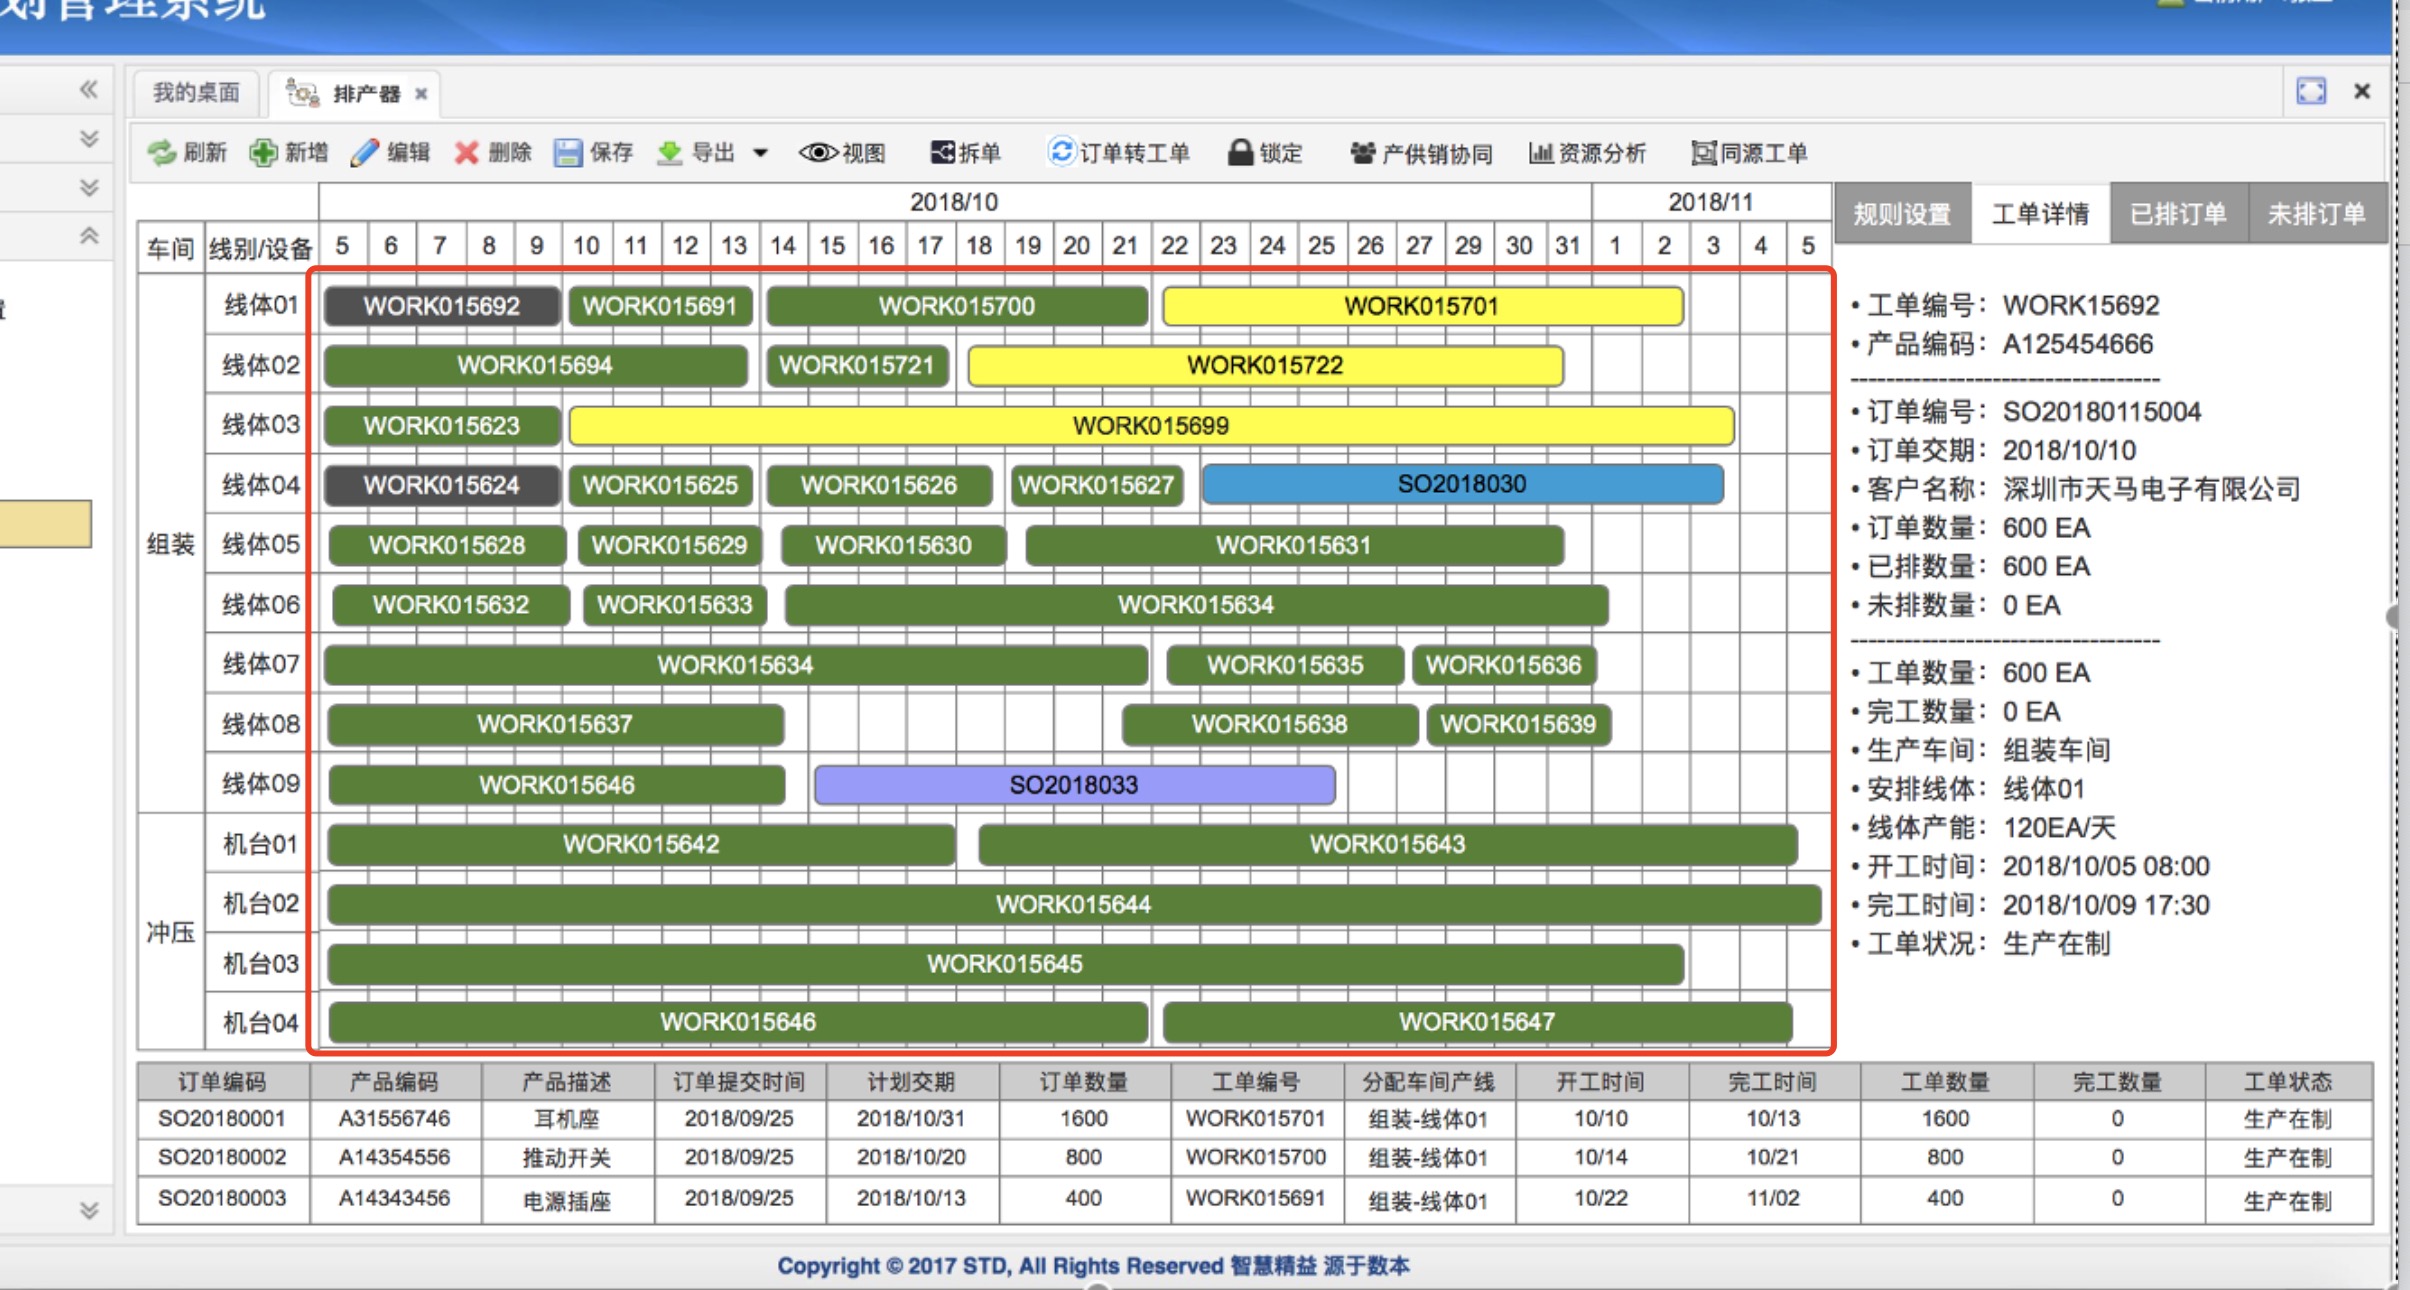 划管理系统
我的桌面 排产器
刷新 新增 编辑 删除 保存 导出 视图 拆单 订单转工单 锁定 产供销协同 资源分析 同源工单
2018/10 2018/11
车间 线别/设备 5 6 7 8 9 10 11 12 13 14 15 16 17 18 19 20 21 22 23 24 25 26 27 29 30 31 1 2 3 4 5
组装
线体01 WORK015692 WORK015691 WORK015700 WORK015701
线体02 WORK015694 WORK015721 WORK015722
线体03 WORK015623 WORK015699
线体04 WORK015624 WORK015625 WORK015626 WORK015627 SO2018030
线体05 WORK015628 WORK015629 WORK015630 WORK015631
线体06 WORK015632 WORK015633 WORK015634
线体07 WORK015634 WORK015635 WORK015636
线体08 WORK015637 WORK015638 WORK015639
线体09 WORK015646 SO2018033
冲压
机台01 WORK015642 WORK015643
机台02 WORK015644
机台03 WORK015645
机台04 WORK015646 WORK015647
规则设置 工单详情 已排订单 未排订单
• 工单编号：WORK15692
• 产品编码：A125454666
----------------------------------
• 订单编号：SO20180115004
• 订单交期：2018/10/10
• 客户名称：深圳市天马电子有限公司
• 订单数量：600 EA
• 已排数量：600 EA
• 未排数量：0 EA
----------------------------------
• 工单数量：600 EA
• 完工数量：0 EA
• 生产车间：组装车间
• 安排线体：线体01
• 线体产能：120EA/天
• 开工时间：2018/10/05 08:00
• 完工时间：2018/10/09 17:30
• 工单状况：生产在制
订单编码 产品编码 产品描述 订单提交时间 计划交期 订单数量 工单编号 分配车间产线 开工时间 完工时间 工单数量 完工数量 工单状态
SO20180001 A31556746 耳机座 2018/09/25 2018/10/31 1600 WORK015701 组装-线体01 10/10 10/13 1600 0 生产在制
SO20180002 A14354556 推动开关 2018/09/25 2018/10/20 800 WORK015700 组装-线体01 10/14 10/21 800 0 生产在制
SO20180003 A14343456 电源插座 2018/09/25 2018/10/13 400 WORK015691 组装-线体01 10/22 11/02 400 0 生产在制
Copyright © 2017 STD, All Rights Reserved 智慧精益 源于数本